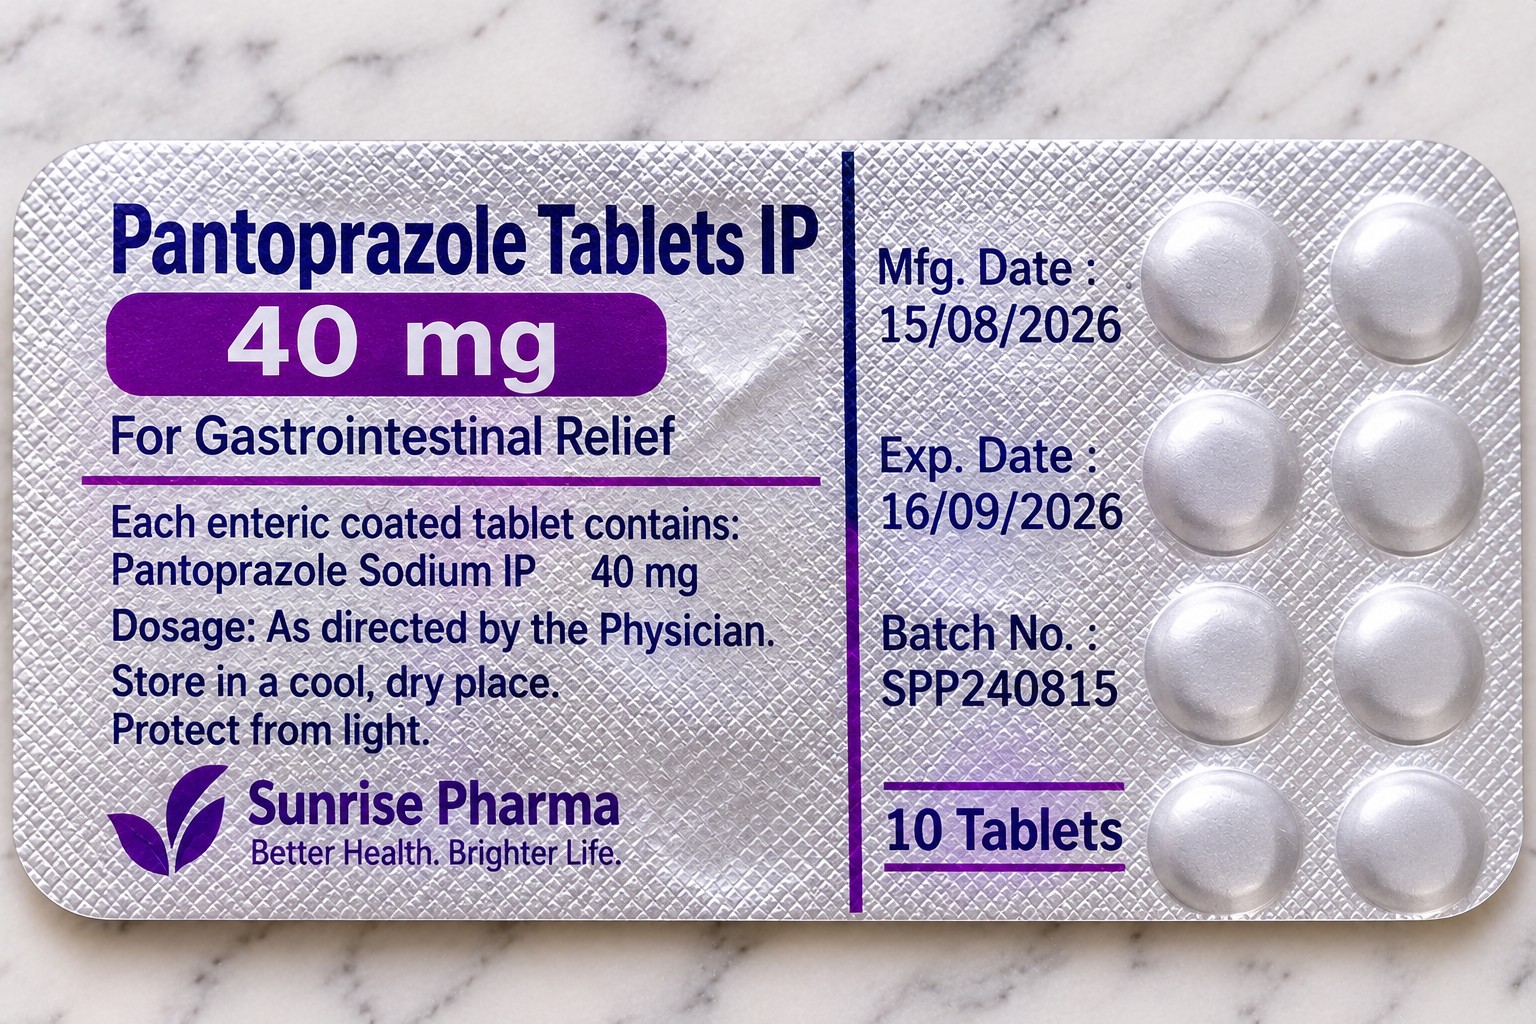 Pantoprazole Tablets IP
40 mg
For Gastrointestinal Relief
Each enteric coated tablet contains:
Pantoprazole Sodium IP 40 mg
Dosage: As directed by the Physician.
Store in a cool, dry place.
Protect from light.
Sunrise Pharma
Better Health. Brighter Life.
Mfg. Date :
15/08/2026
Exp. Date :
16/09/2026
Batch No. :
SPP240815
10 Tablets